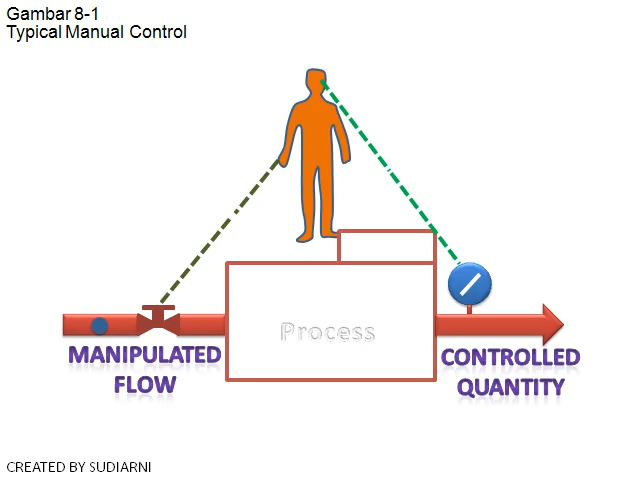 Gambar 8-1
Typical Manual Control
Process
MANIPULATED
FLOW
CONTROLLED
QUANTITY
CREATED BY SUDIARNI